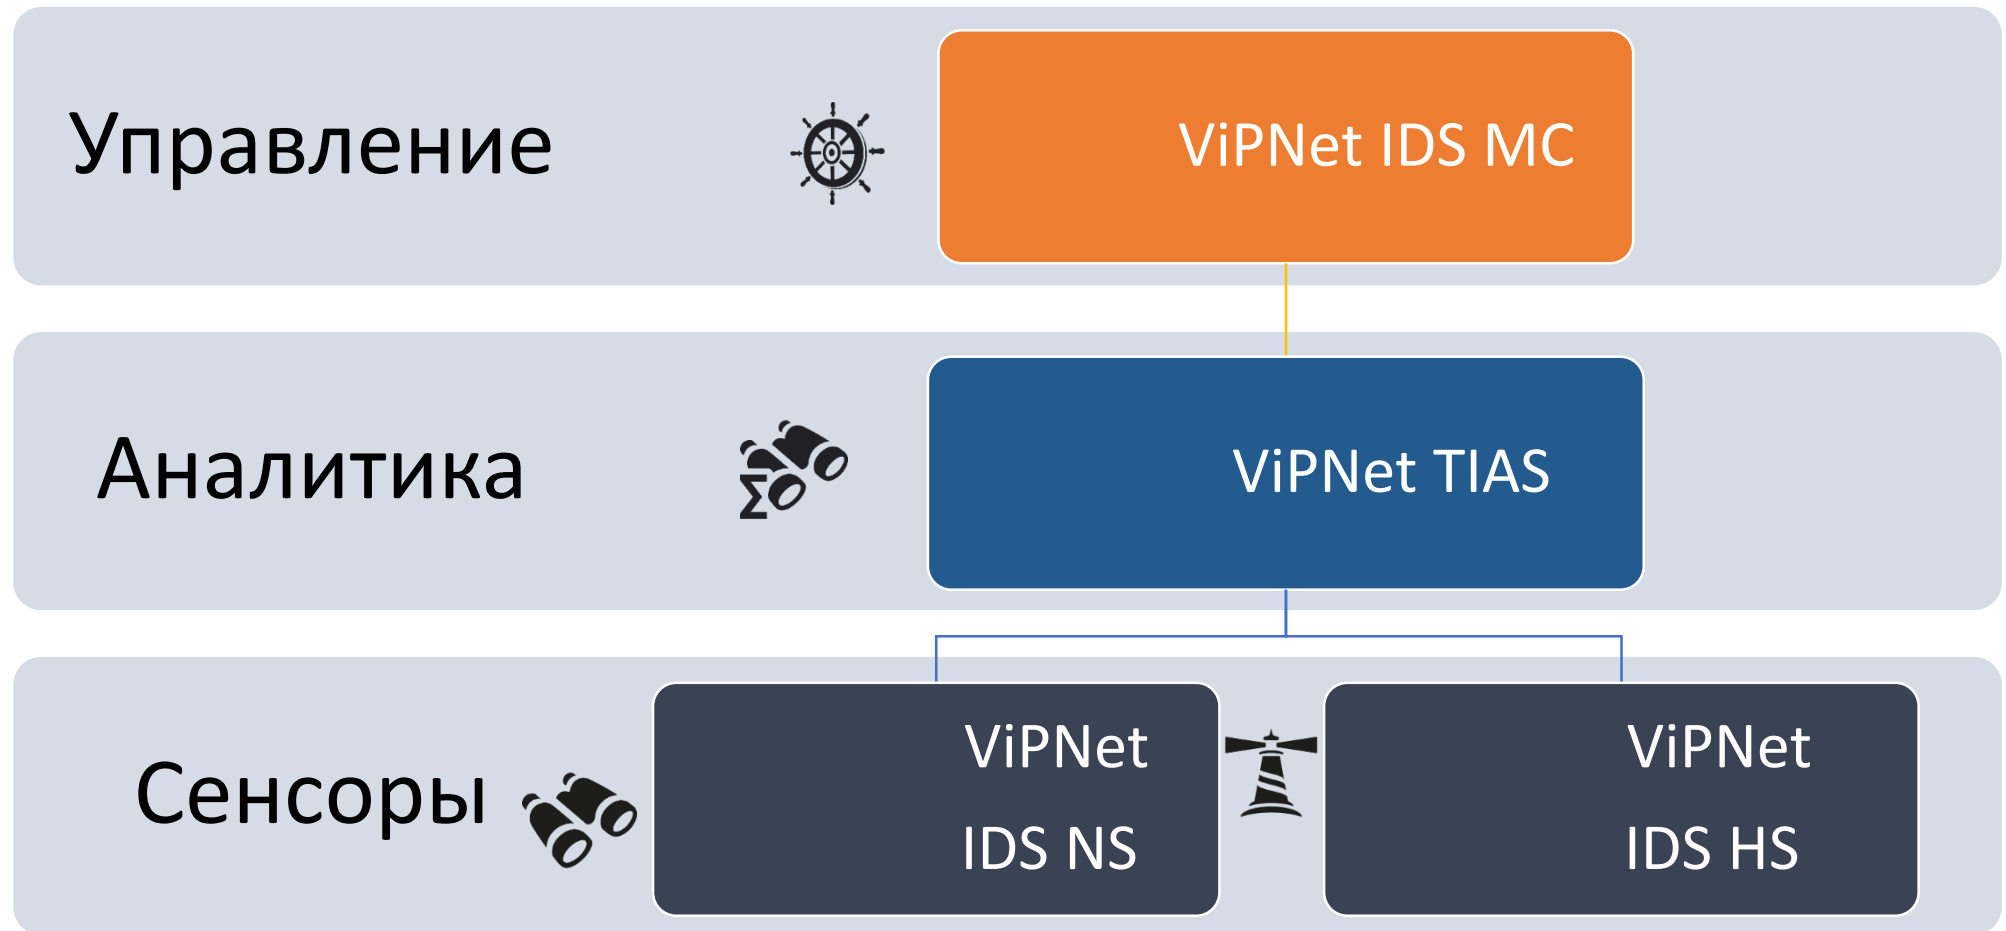 Управление
ViPNet IDS MC
Аналитика
Σ
ViPNet TIAS
Сенсоры
ViPNet
IDS NS
ViPNet
IDS HS